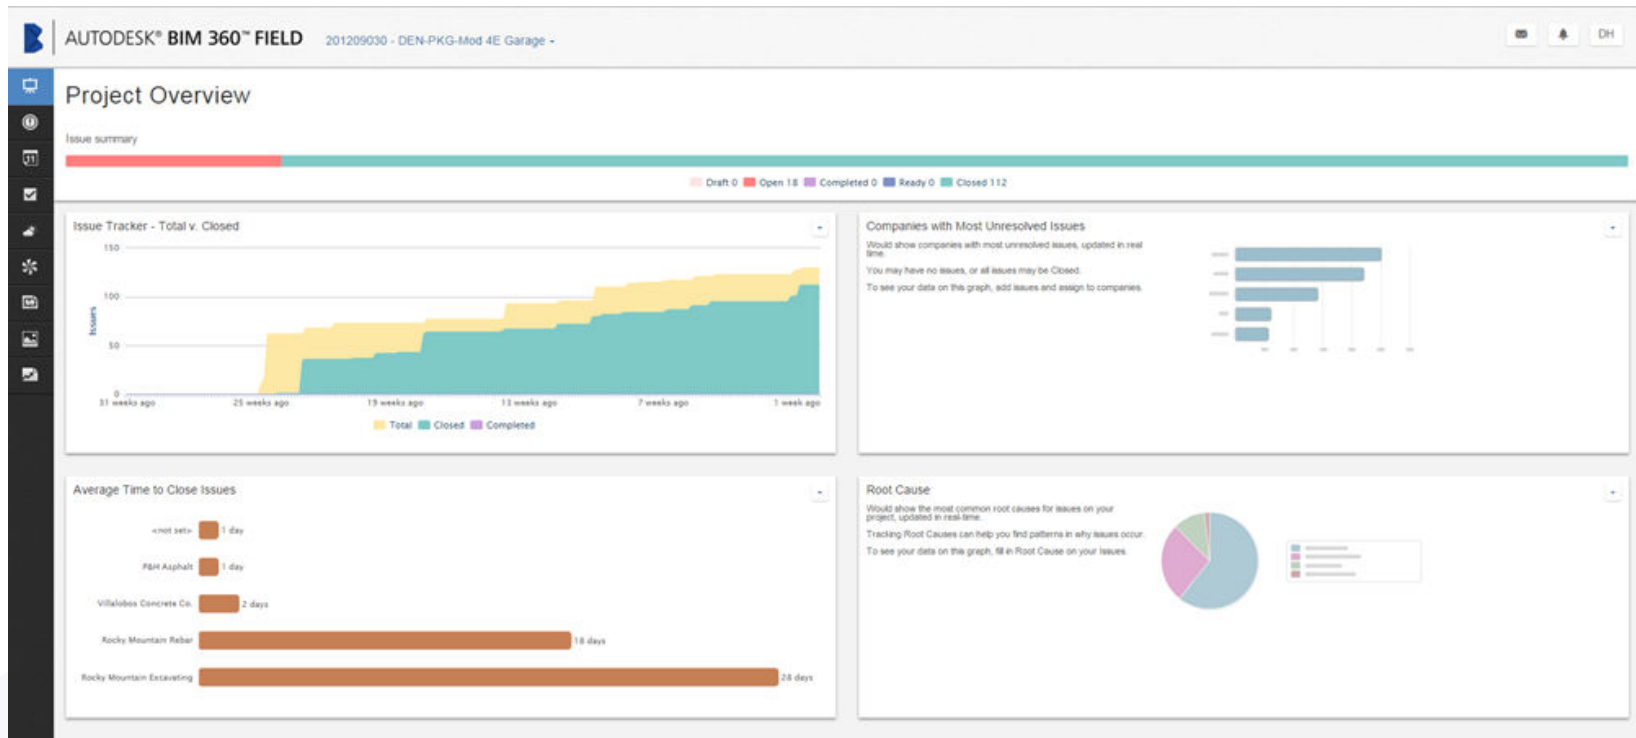 AUTODESK® BIM 360™ FIELD
201209030 - DEN-PKG-Mod 4E Garage
DH
Project Overview
Issue summary
Draft 0 Open 18 Completed 0 Ready 0 Closed 112
Issue Tracker - Total v. Closed
150
100
50
0
Issues
31 weeks ago 25 weeks ago 19 weeks ago 13 weeks ago 7 weeks ago 1 week ago
Total Closed Completed
Companies with Most Unresolved Issues
Would show companies with most unresolved issues, updated in real
time.
You may have no issues, or all issues may be Closed.
To see your data on this graph, add issues and assign to companies.
Average Time to Close Issues
<not set> 1 day
P&H Asphalt 1 day
Villalobos Concrete Co. 2 days
Rocky Mountain Rebar 18 days
Rocky Mountain Excavating 28 days
Root Cause
Would show the most common root causes for issues on your
project, updated in real-time.
Tracking Root Causes can help you find patterns in why issues occur.
To see your data on this graph, fill in Root Cause on your Issues.